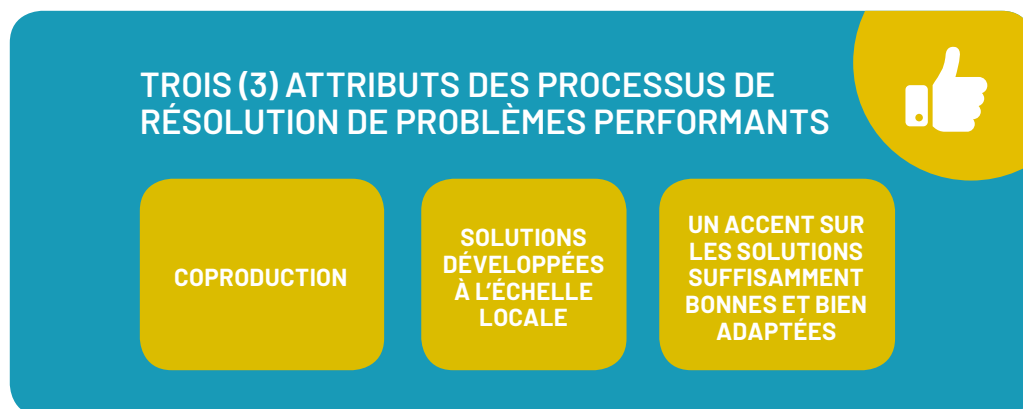 TROIS (3) ATTRIBUTS DES PROCESSUS DE
RÉSOLUTION DE PROBLÈMES PERFORMANTS
COPRODUCTION
SOLUTIONS
DÉVELOPPÉES
À L'ÉCHELLE
LOCALE
UN ACCENT SUR
LES SOLUTIONS
SUFFISAMMENT
BONNES ET BIEN
ADAPTÉES